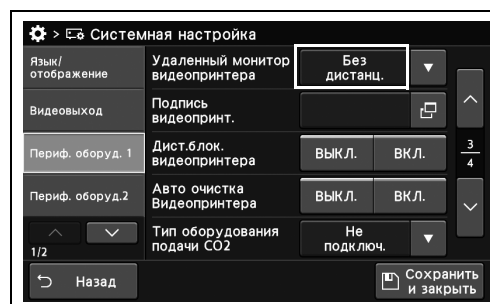 > Системная настройка
Язык/
отображение
Видеовыход
Периф. оборуд. 1
Периф. оборуд.2
1/2
Удаленный монитор
видеопринтера
Без
дистанц.
Подпись
видеопринт.
Дист.блок.
видеопринтера
ВЫКЛ. ВКЛ.
Авто очистка
Видеопринтера
ВЫКЛ. ВКЛ.
Тип оборудования
подачи CO2
Не
подключ.
3
4
Назад
Сохранить
и закрыть